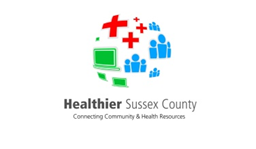 Healthier Sussex County
Connecting Community & Health Resources